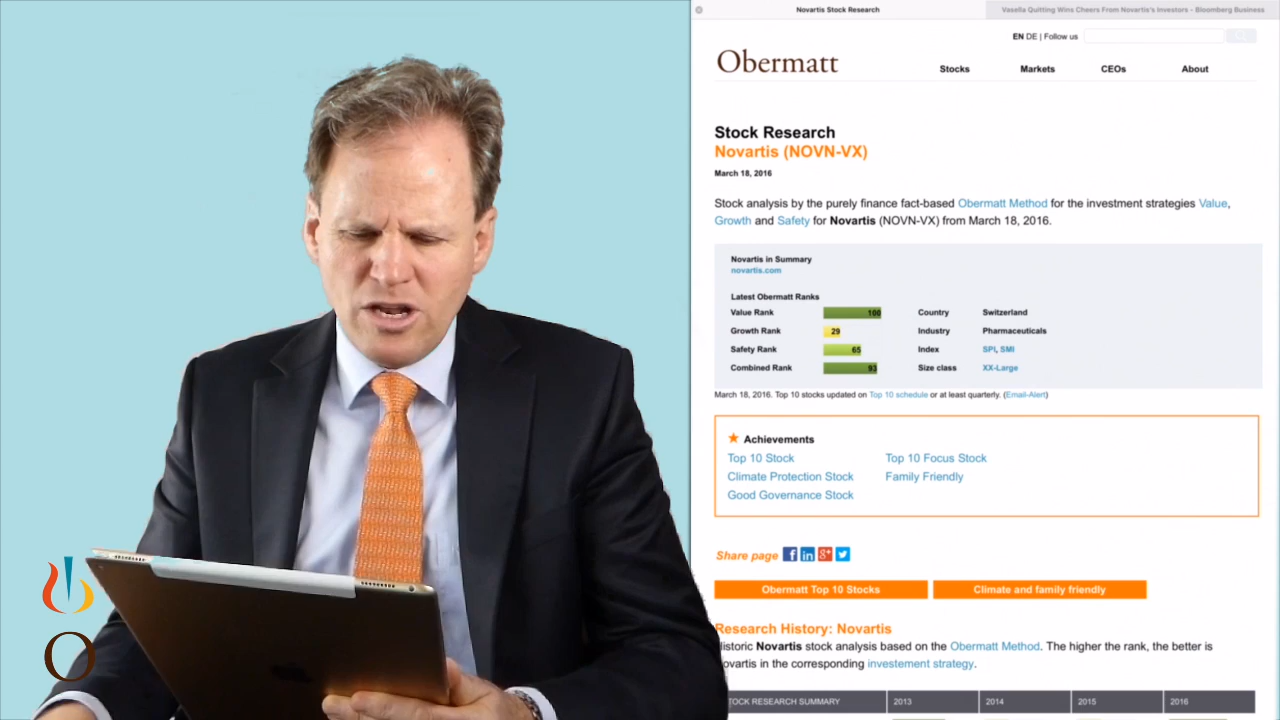 Novartis Stock Research
Vasella Quitting Wins Cheers From Novartis's Investors - Bloomberg Business
EN DE | Follow us
Obermatt
Stocks Markets CEOs About
Stock Research
Novartis (NOVN-VX)
March 18, 2016
Stock analysis by the purely finance fact-based Obermatt Method for the investment strategies Value,
Growth and Safety for Novartis (NOVN-VX) from March 18, 2016.
Novartis in Summary
novartis.com
Latest Obermatt Ranks
Value Rank 100 Country Switzerland
Growth Rank 29 Industry Pharmaceuticals
Safety Rank 65 Index SPI, SMI
Combined Rank 93 Size class XX-Large
March 18, 2016. Top 10 stocks updated on Top 10 schedule or at least quarterly. (Email-Alert)
Achievements
Top 10 Stock Top 10 Focus Stock
Climate Protection Stock Family Friendly
Good Governance Stock
Share page
Obermatt Top 10 Stocks Climate and family friendly
Research History: Novartis
istoric Novartis stock analysis based on the Obermatt Method. The higher the rank, the better is
ovartis in the corresponding investement strategy.
TOCK RESEARCH SUMMARY 2013 2014 2015 2016
O